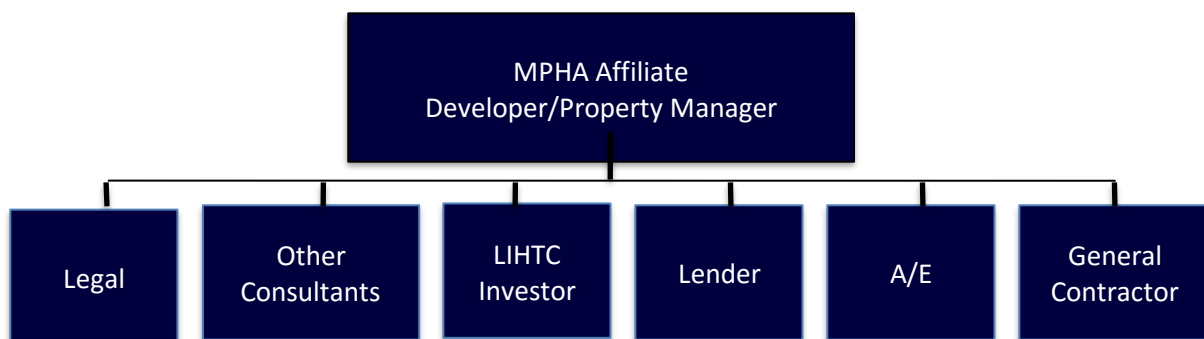 MPHA Affiliate
Developer/Property Manager
Legal
Other
Consultants
LIHTC
Investor
Lender
A/E
General
Contractor